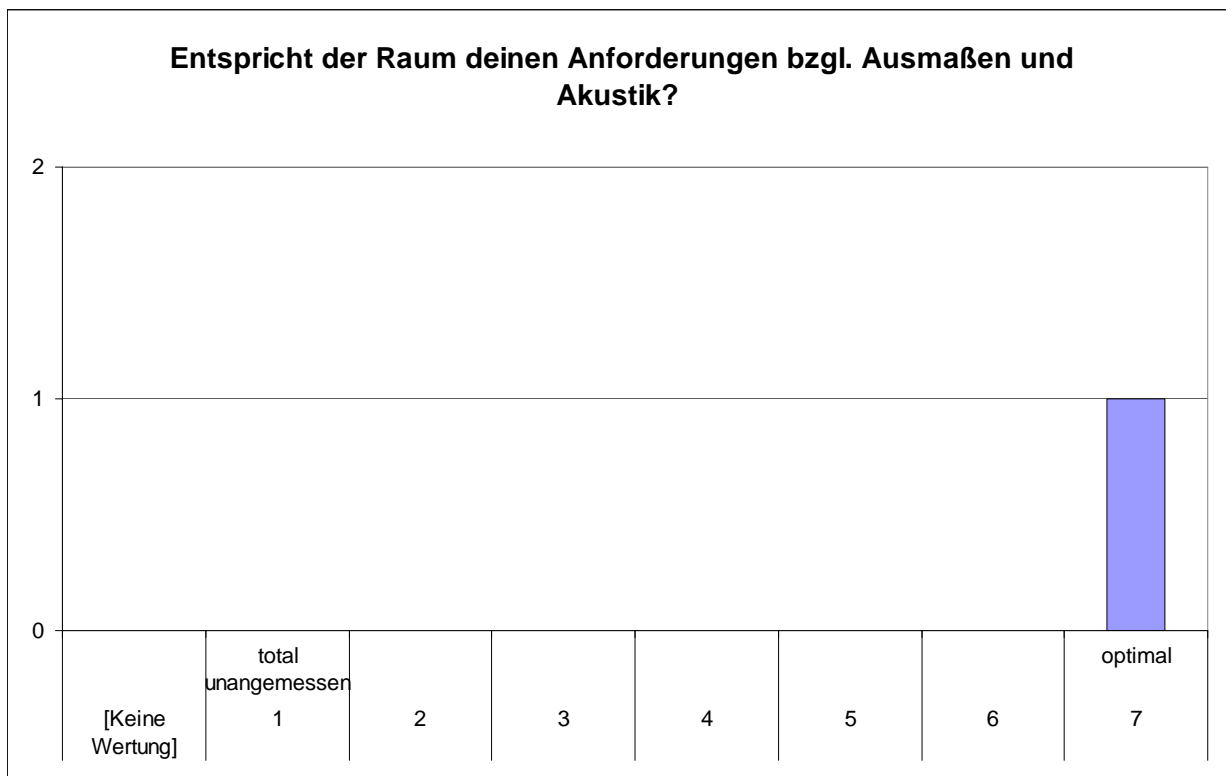 Entspricht der Raum deinen Anforderungen bzgl. Ausmaßen und
Akustik?
2
1
0
total
unangemessen
optimal
[Keine
Wertung]
1
2
3
4
5
6
7